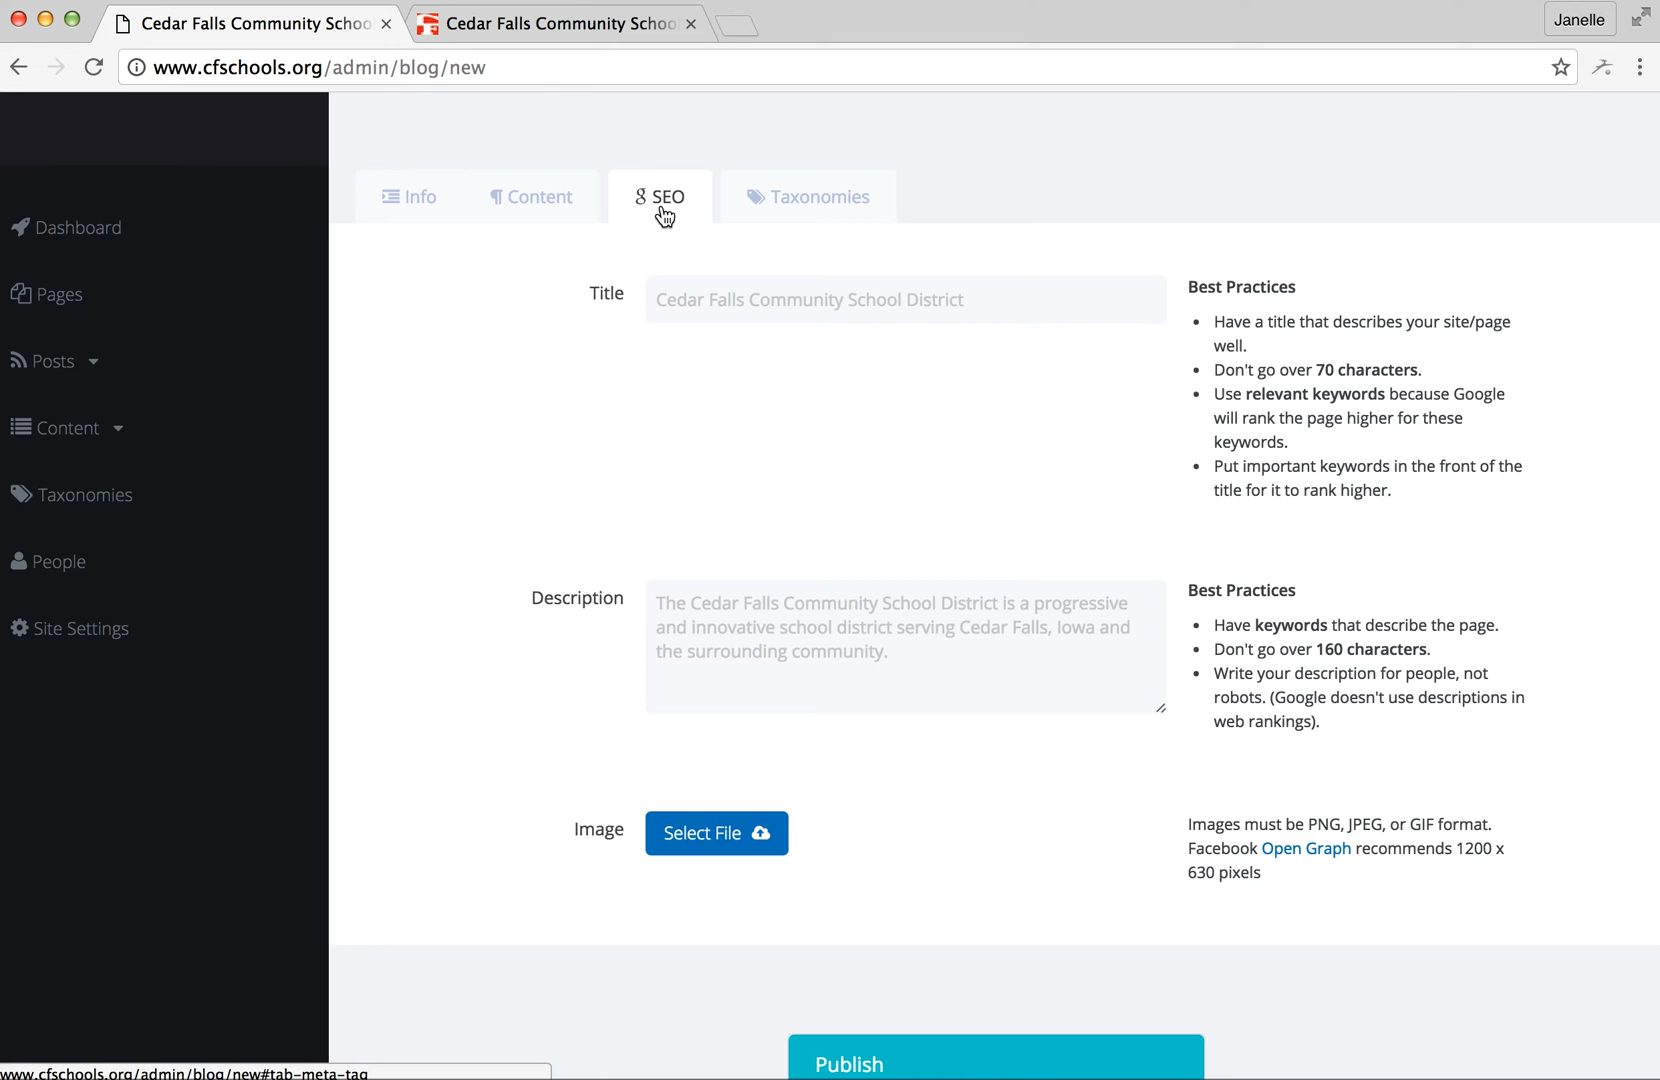 Cedar Falls Community Schoo
Cedar Falls Community Schoo
Janelle
www.cfschools.org/admin/blog/new
Info
Content
SEO
Taxonomies
Dashboard
Pages
Posts
Content
Taxonomies
People
Site Settings
Title
Cedar Falls Community School District
Best Practices
• Have a title that describes your site/page
well.
• Don't go over 70 characters.
• Use relevant keywords because Google
will rank the page higher for these
keywords.
• Put important keywords in the front of the
title for it to rank higher.
Description
The Cedar Falls Community School District is a progressive
and innovative school district serving Cedar Falls, Iowa and
the surrounding community.
Best Practices
• Have keywords that describe the page.
• Don't go over 160 characters.
• Write your description for people, not
robots. (Google doesn't use descriptions in
web rankings).
Image
Select File
Images must be PNG, JPEG, or GIF format.
Facebook Open Graph recommends 1200 x
630 pixels
Publish
www.cfschools.org/admin/blog/new#tab-meta-tag